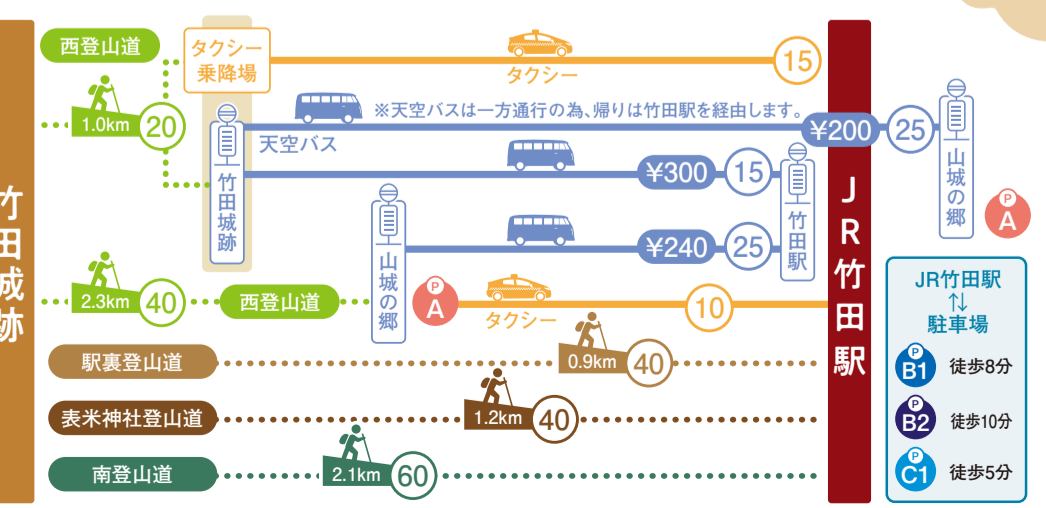 西登山道
タクシー
乗降場
タクシー
15
1.0km
20
※天空バスは一方通行の為、帰りは竹田駅を経由します。
天空バス
¥200
25
山城の郷
P
A
竹田城跡
¥300
15
竹田駅
¥240
25
竹田城跡
JR竹田駅
2.3km
40
西登山道
山城の郷
P
A
タクシー
10
駅裏登山道
0.9km
40
表米神社登山道
1.2km
40
南登山道
2.1km
60
JR竹田駅
↑↓
駐車場
P
B1
徒歩8分
P
B2
徒歩10分
P
C1
徒歩5分